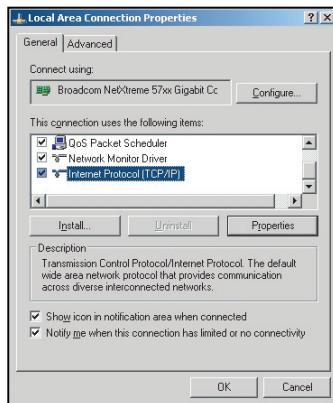 Local Area Connection Properties
General Advanced
Connect using:
Broadcom NetXtreme 57xx Gigabit Cc
Configure...
This connection uses the following items:
QoS Packet Scheduler
Network Monitor Driver
Internet Protocol (TCP/IP)
Install... Uninstall Properties
Description
Transmission Control Protocol/Internet Protocol. The default
wide area network protocol that provides communication
across diverse interconnected networks.
Show icon in notification area when connected
Notify me when this connection has limited or no connectivity
OK Cancel